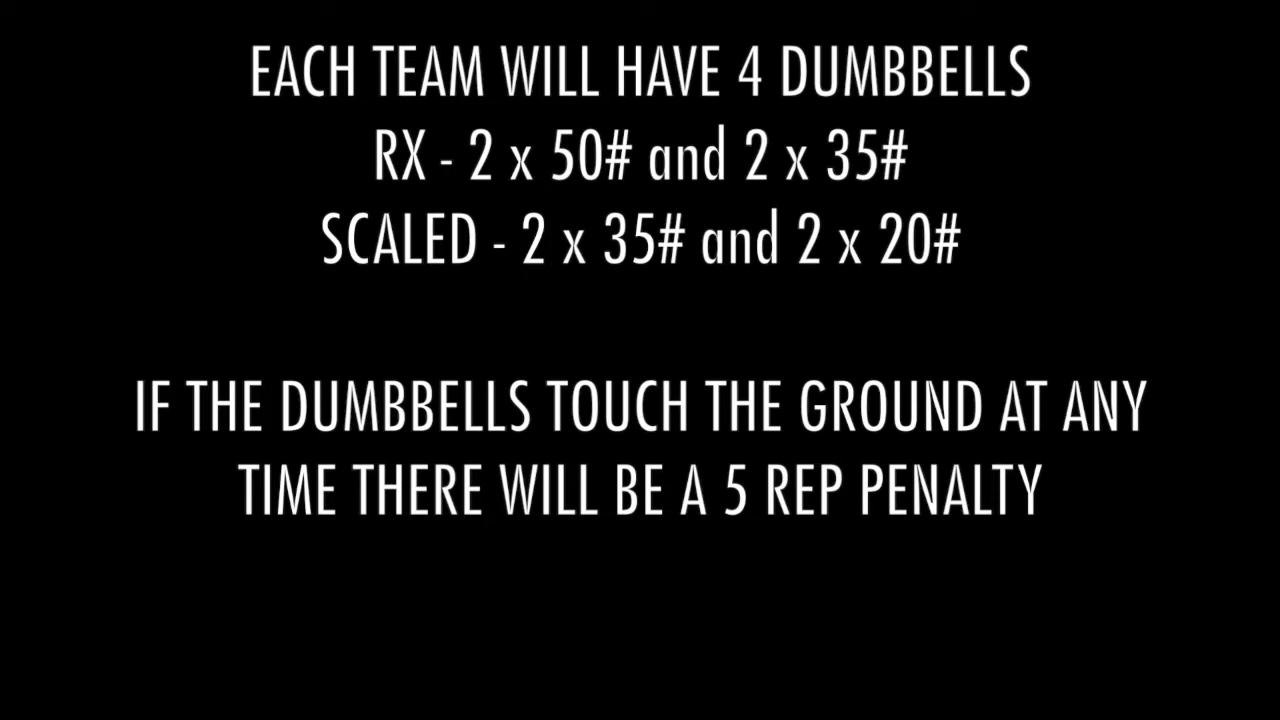 EACH TEAM WILL HAVE 4 DUMBBELLS
RX - 2 x 50# and 2 x 35#
SCALED - 2 x 35# and 2 x 20#
IF THE DUMBBELLS TOUCH THE GROUND AT ANY
TIME THERE WILL BE A 5 REP PENALTY